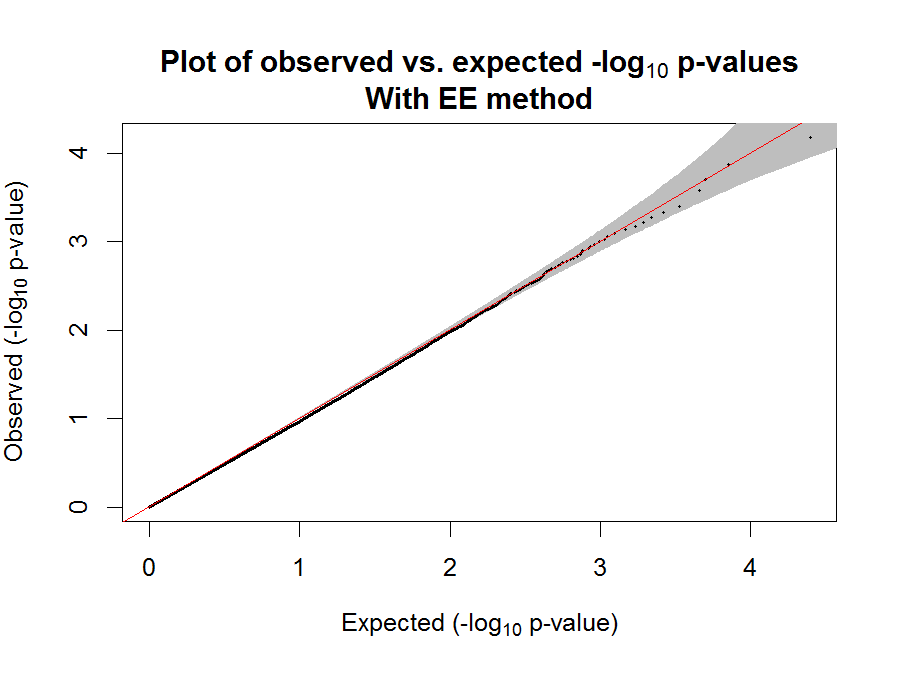 Plot of observed vs. expected -log10 p-values
With EE method
Observed (-log10 p-value)
4
3
2
1
0
0 1 2 3 4
Expected (-log10 p-value)